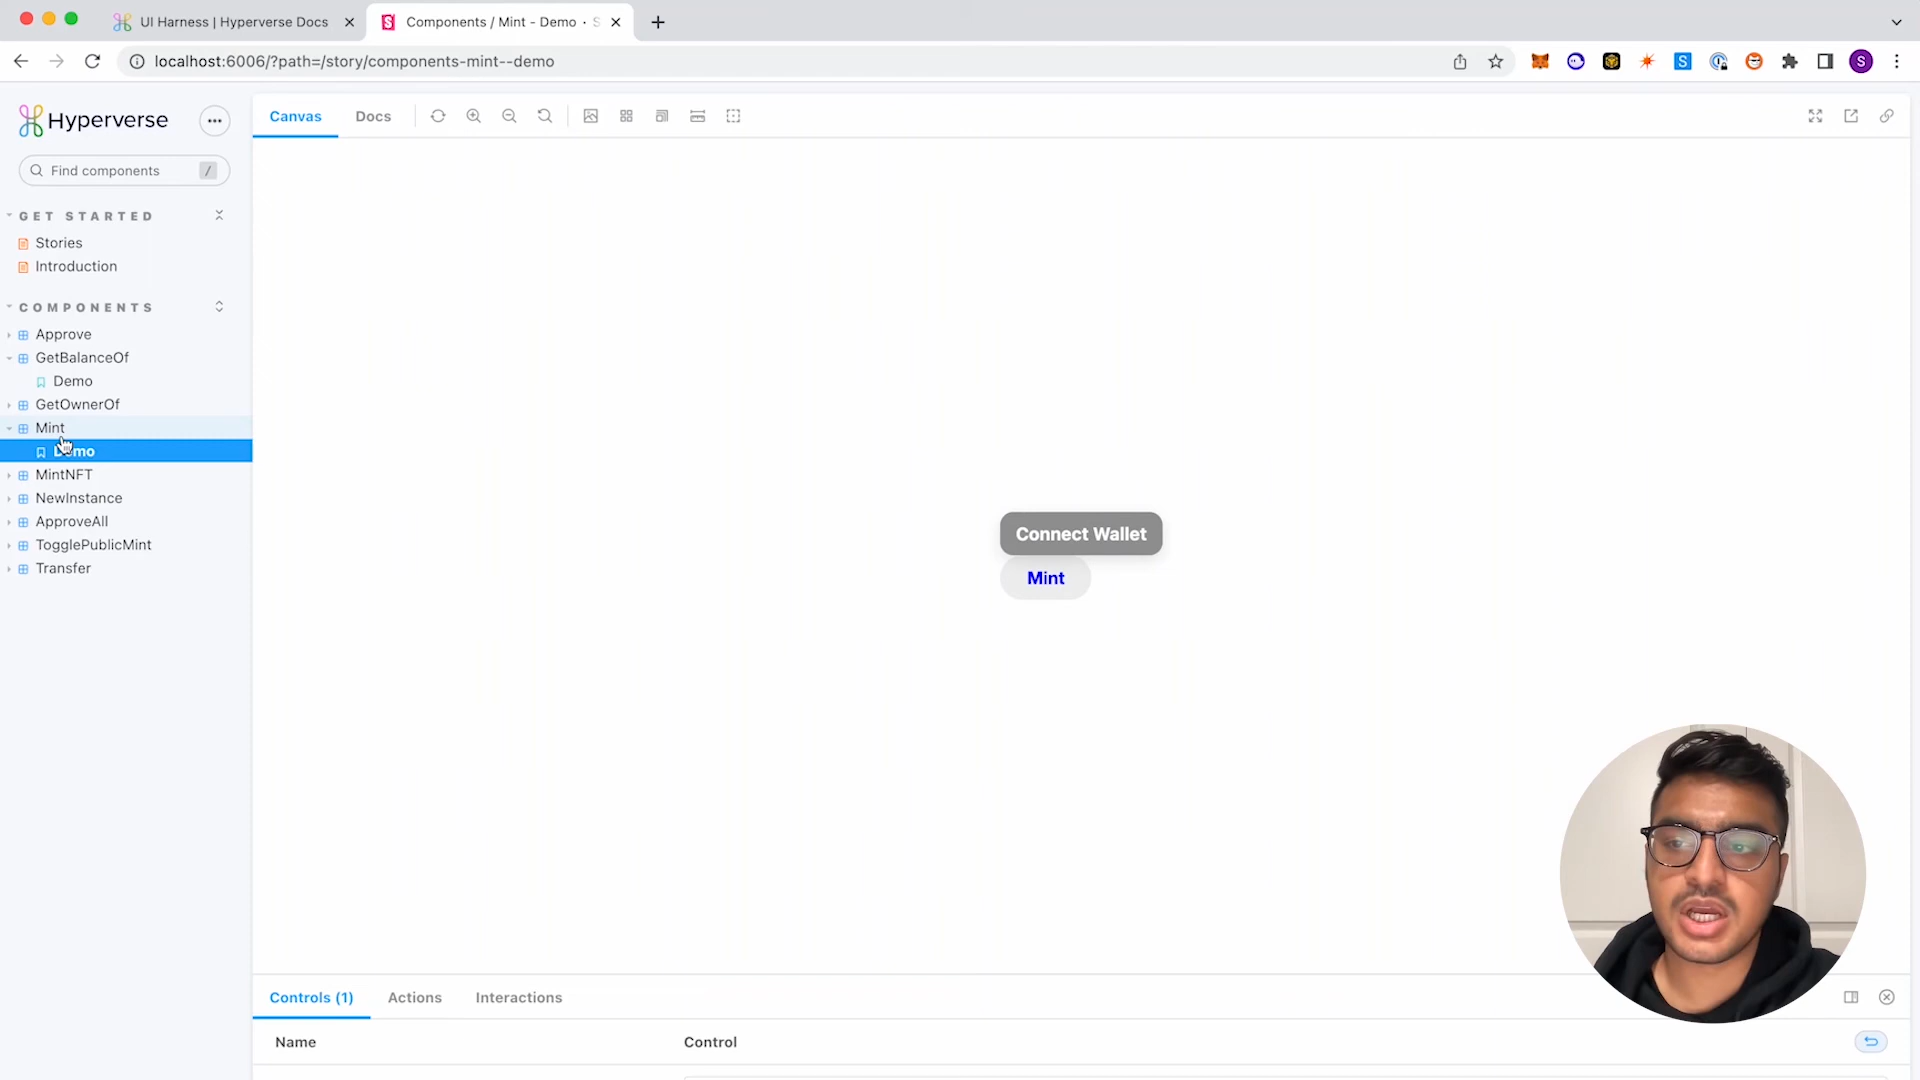 UI Harness | Hyperverse Docs
Components / Mint - Demo ·
localhost:6006/?path=/story/components-mint--demo
S
S
Hyperverse
Find components
/
Canvas
Docs
GET STARTED
Stories
Introduction
COMPONENTS
Approve
GetBalanceOf
Demo
GetOwnerOf
Mint
Demo
MintNFT
NewInstance
ApproveAll
TogglePublicMint
Transfer
Connect Wallet
Mint
Controls (1)
Actions
Interactions
Name
Control